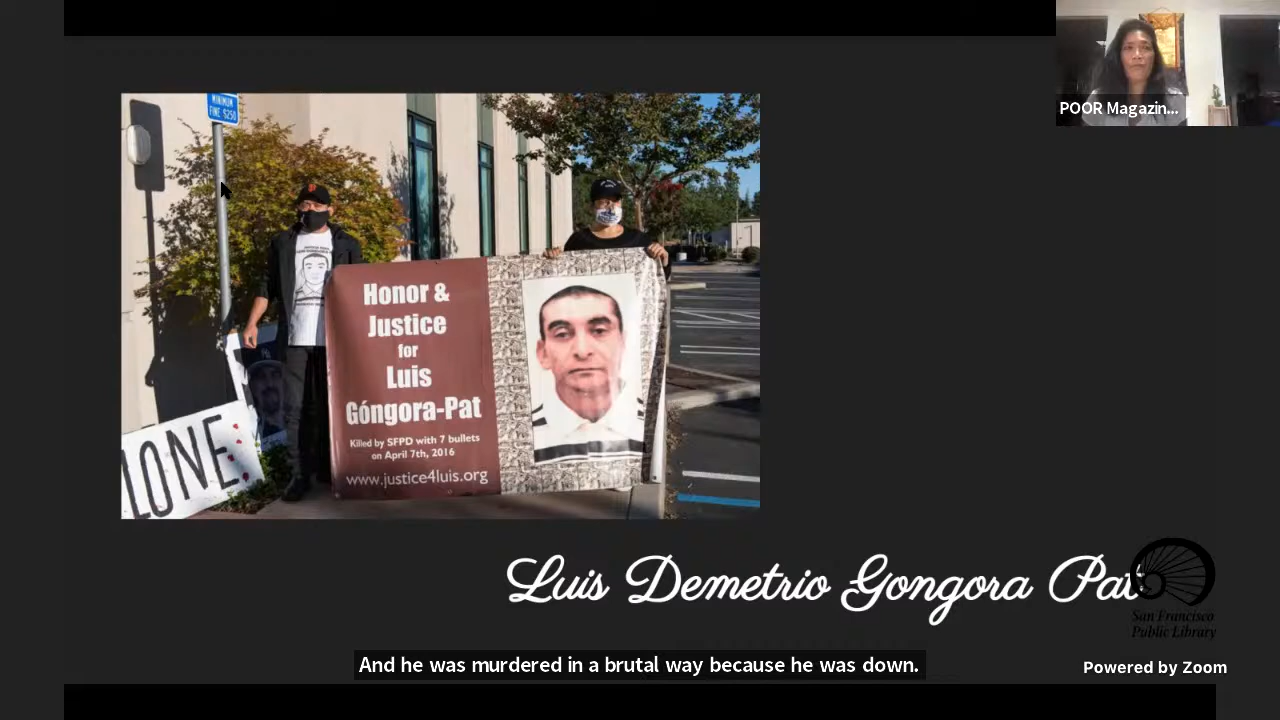 MINIMUM
FINE $250
POOR Magazin...
Honor &
Justice
for
Luis
Góngora-Pat
Killed by SFPD with 7 bullets
on April 7th, 2016
www.justice4luis.org
LONE
Luis Demetrio Gongora Pat
San Francisco
Public Library
And he was murdered in a brutal way because he was down.
Powered by Zoom